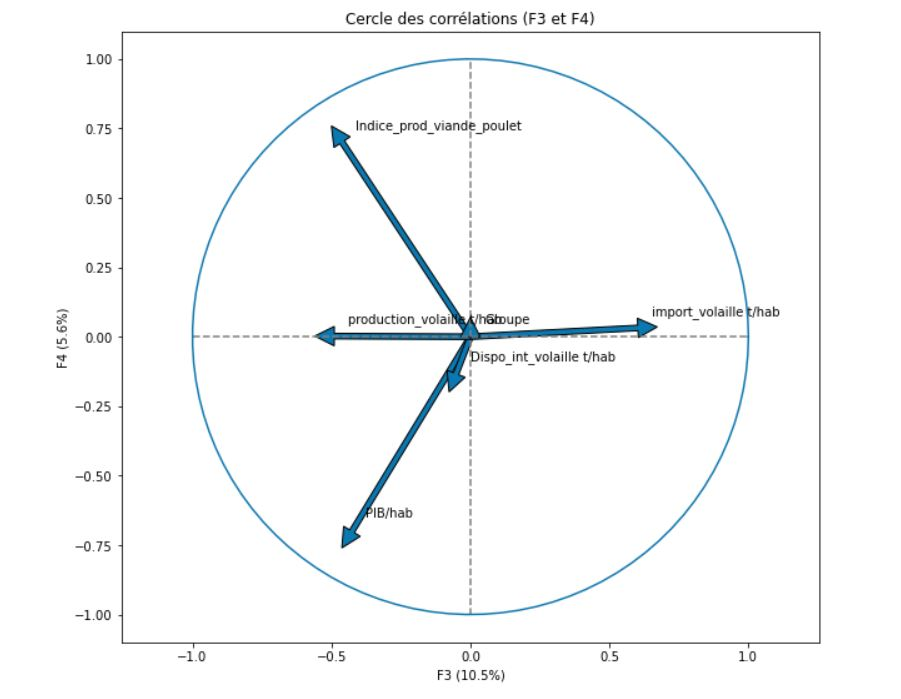 Cercle des corrélations (F3 et F4)
1.00
0.75
0.50
0.25
0.00
−0.25
−0.50
−0.75
−1.00
F4 (5.6%)
Indice_prod_viande_poulet
production_volaille t/hab
Groupe
import_volaille t/hab
Dispo_int_volaille t/hab
PIB/hab
−1.0
−0.5
0.0
0.5
1.0
F3 (10.5%)